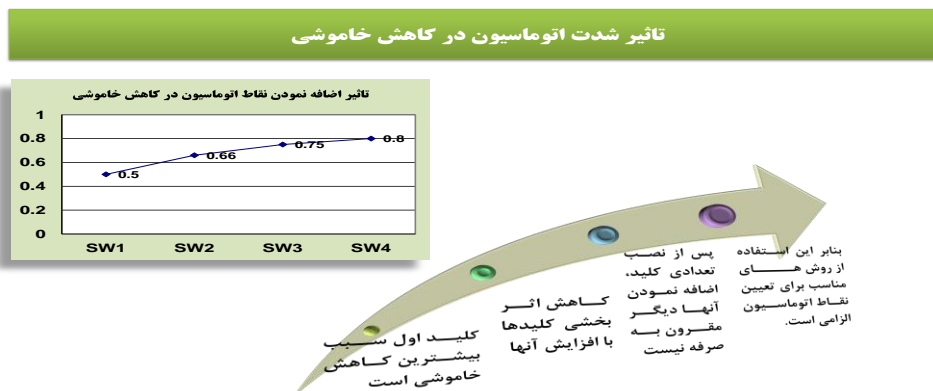 تاثیر شدت اتوماسیون در کاهش خاموشی
تاثیر اضافه نمودن نقاط اتوماسیون در کاهش خاموشی
1
0.8
0.6
0.4
0.2
0
0.5
0.66
0.75
0.8
SW1 SW2 SW3 SW4
کلید اول سبب
بیشترین کاهش
خاموشی است
کاهش اثر
بخشی کلیدها
با افزایش آنها
پس از نصب
تعدادی کلید،
اضافه نمودن
آنها دیگر
مقرون به
صرفه نیست
بنابر این استفاده
از روش های
مناسب برای تعیین
نقاط اتوماسیون
الزامی است.